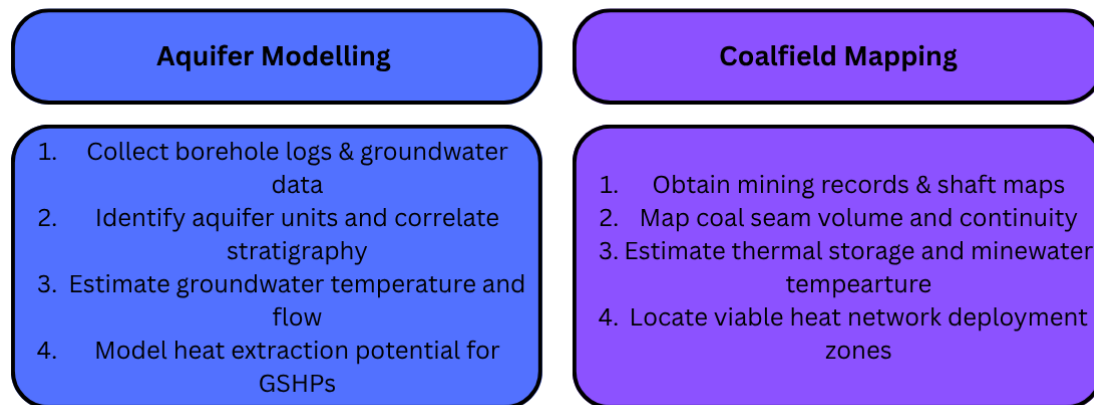 Aquifer Modelling
1. Collect borehole logs & groundwater
data
2. Identify aquifer units and correlate
stratigraphy
3. Estimate groundwater temperature and
flow
4. Model heat extraction potential for
GSHPs
Coalfield Mapping
1. Obtain mining records & shaft maps
2. Map coal seam volume and continuity
3. Estimate thermal storage and minewater
tempearture
4. Locate viable heat network deployment
zones